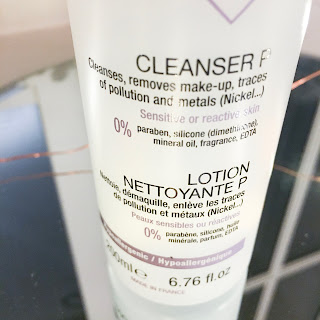 CLEANSER P
Cleanses, removes make-up, traces
of pollution and metals (Nickel...)
Sensitive or reactive skin
0% paraben, silicone (dimethicone),
mineral oil, fragrance, EDTA
LOTION
NETTOYANTE P
Nettoie, démaquille, enlève les traces
de pollution et métaux (Nickel...)
Peaux sensibles ou réactives
0% parabène, silicone, huile
minérale, parfum, EDTA
Hypoallergenic / Hypoallergénique
200ml e 6.76 fl.oz
MADE IN FRANCE